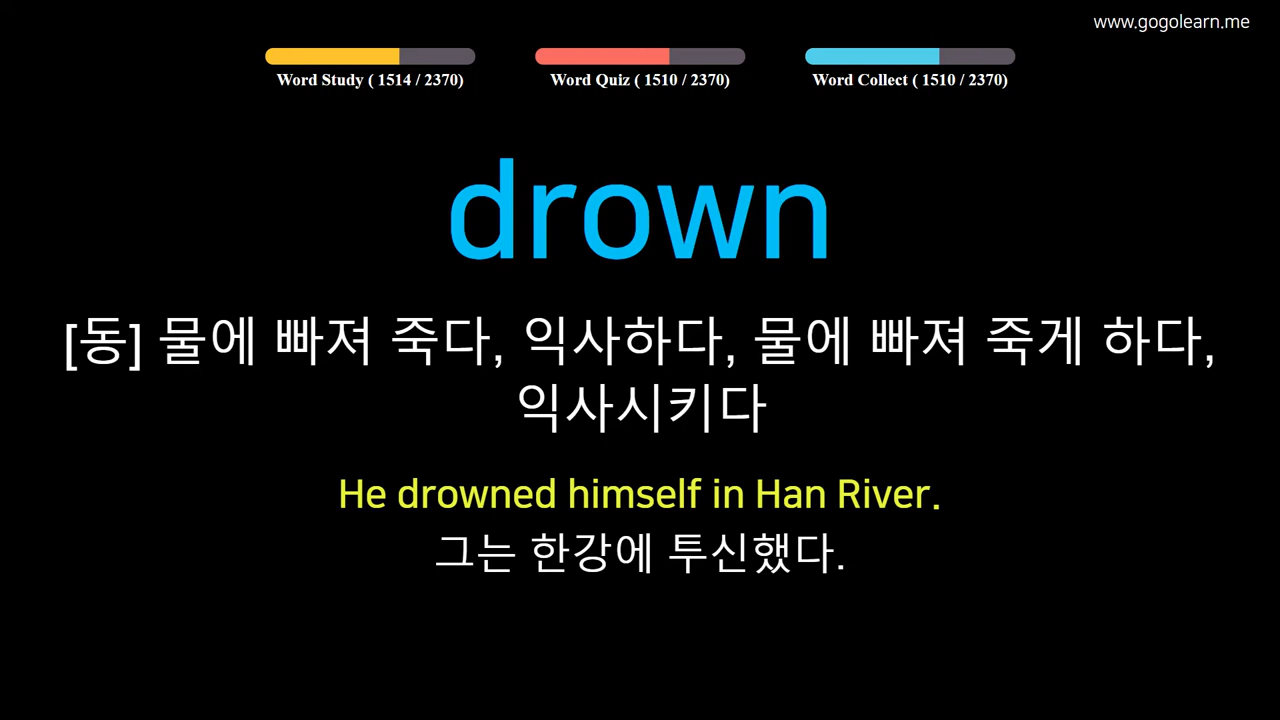 www.gogolearn.me
Word Study ( 1514 / 2370)
Word Quiz ( 1510 / 2370)
Word Collect ( 1510 / 2370)
drown
[동] 물에 빠져 죽다, 익사하다, 물에 빠져 죽게 하다,
익사시키다
He drowned himself in Han River.
그는 한강에 투신했다.